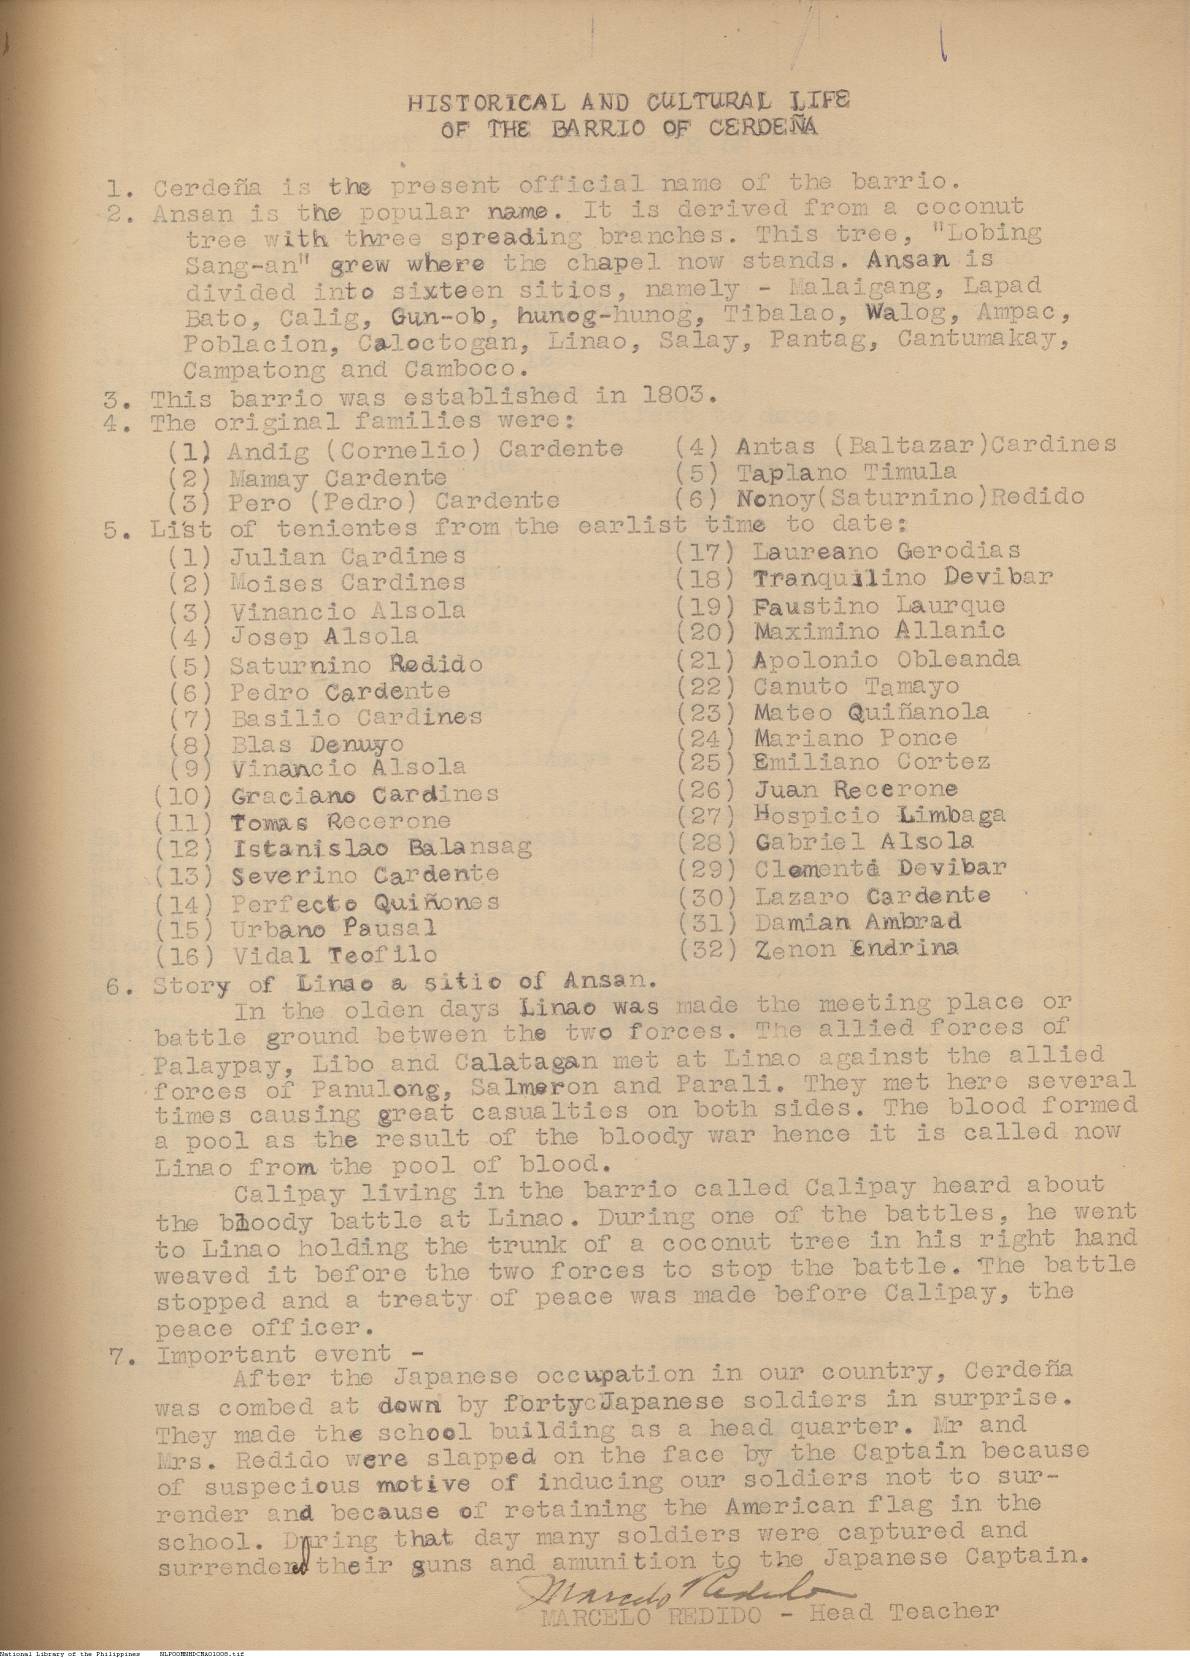 HISTORICAL AND CULTURAL LIFE
OF THE BARRIO OF CERDEÑA
1. Cerdeña is the present official name of the barrio.
2. Ansan is the popular name. It is derived from a coconut
tree with three spreading branches. This tree, "Lobing
Sang-an" grew where the chapel now stands. Ansan is
divided into sixteen sitios, namely - Malaigang, Lapad
Bato, Calig, Gun-ob, hunog-hunog, Tibalao, Walog, Ampac,
Poblacion, Caloctogan, Linao, Salay, Pantag, Cantumakay,
Campatong and Camboco.
3. This barrio was established in 1803.
4. The original families were:
(1) Andig (Cornelio) Cardente (4) Antas (Baltazar)Cardines
(2) Mamay Cardente (5) Taplano Timula
(3) Pero (Pedro) Cardente (6) Nonoy(Saturnino)Redido
5. List of tenientes from the earlist time to date:
(1) Julian Cardines (17) Laureano Gerodias
(2) Moises Cardines (18) Tranquilino Devibar
(3) Vinancio Alsola (19) Faustino Laurque
(4) Josep Alsola (20) Maximino Allanic
(5) Saturnino Redido (21) Apolonio Obleanda
(6) Pedro Cardente (22) Canuto Tamayo
(7) Basilio Cardines (23) Mateo Quiñanola
(8) Blas Denuyo (24) Mariano Ponce
(9) Vinancio Alsola (25) Emiliano Cortez
(10) Graciano Cardines (26) Juan Recerone
(11) Tomas Recerone (27) Hospicio Limbaga
(12) Istanislao Balansag (28) Gabriel Alsola
(13) Severino Cardente (29) Clemente Devibar
(14) Perfecto Quiñones (30) Lazaro Cardente
(15) Urbano Pausal (31) Damian Ambrad
(16) Vidal Teofilo (32) Zenon Endrina
6. Story of Linao a sitio of Ansan.
In the olden days Linao was made the meeting place or
battle ground between the two forces. The allied forces of
Palaypay, Libo and Calatagan met at Linao against the allied
forces of Panulong, Salmeron and Parali. They met here several
times causing great casualties on both sides. The blood formed
a pool as the result of the bloody war hence it is called now
Linao from the pool of blood.
Calipay living in the barrio called Calipay heard about
the bloody battle at Linao. During one of the battles, he went
to Linao holding the trunk of a coconut tree in his right hand
weaved it before the two forces to stop the battle. The battle
stopped and a treaty of peace was made before Calipay, the
peace officer.
7. Important event -
After the Japanese occupation in our country, Cerdeña
was combed at down by forty Japanese soldiers in surprise.
They made the school building as a head quarter. Mr and
Mrs. Redido were slapped on the face by the Captain because
of suspecious motive of inducing our soldiers not to sur-
render and because of retaining the American flag in the
school. During that day many soldiers were captured and
surrendered their guns and amunition to the Japanese Captain.
Marcelo Redido
MARCELO REDIDO - Head Teacher
National Library of the Philippines NLP00MNHDCNA01008.tif